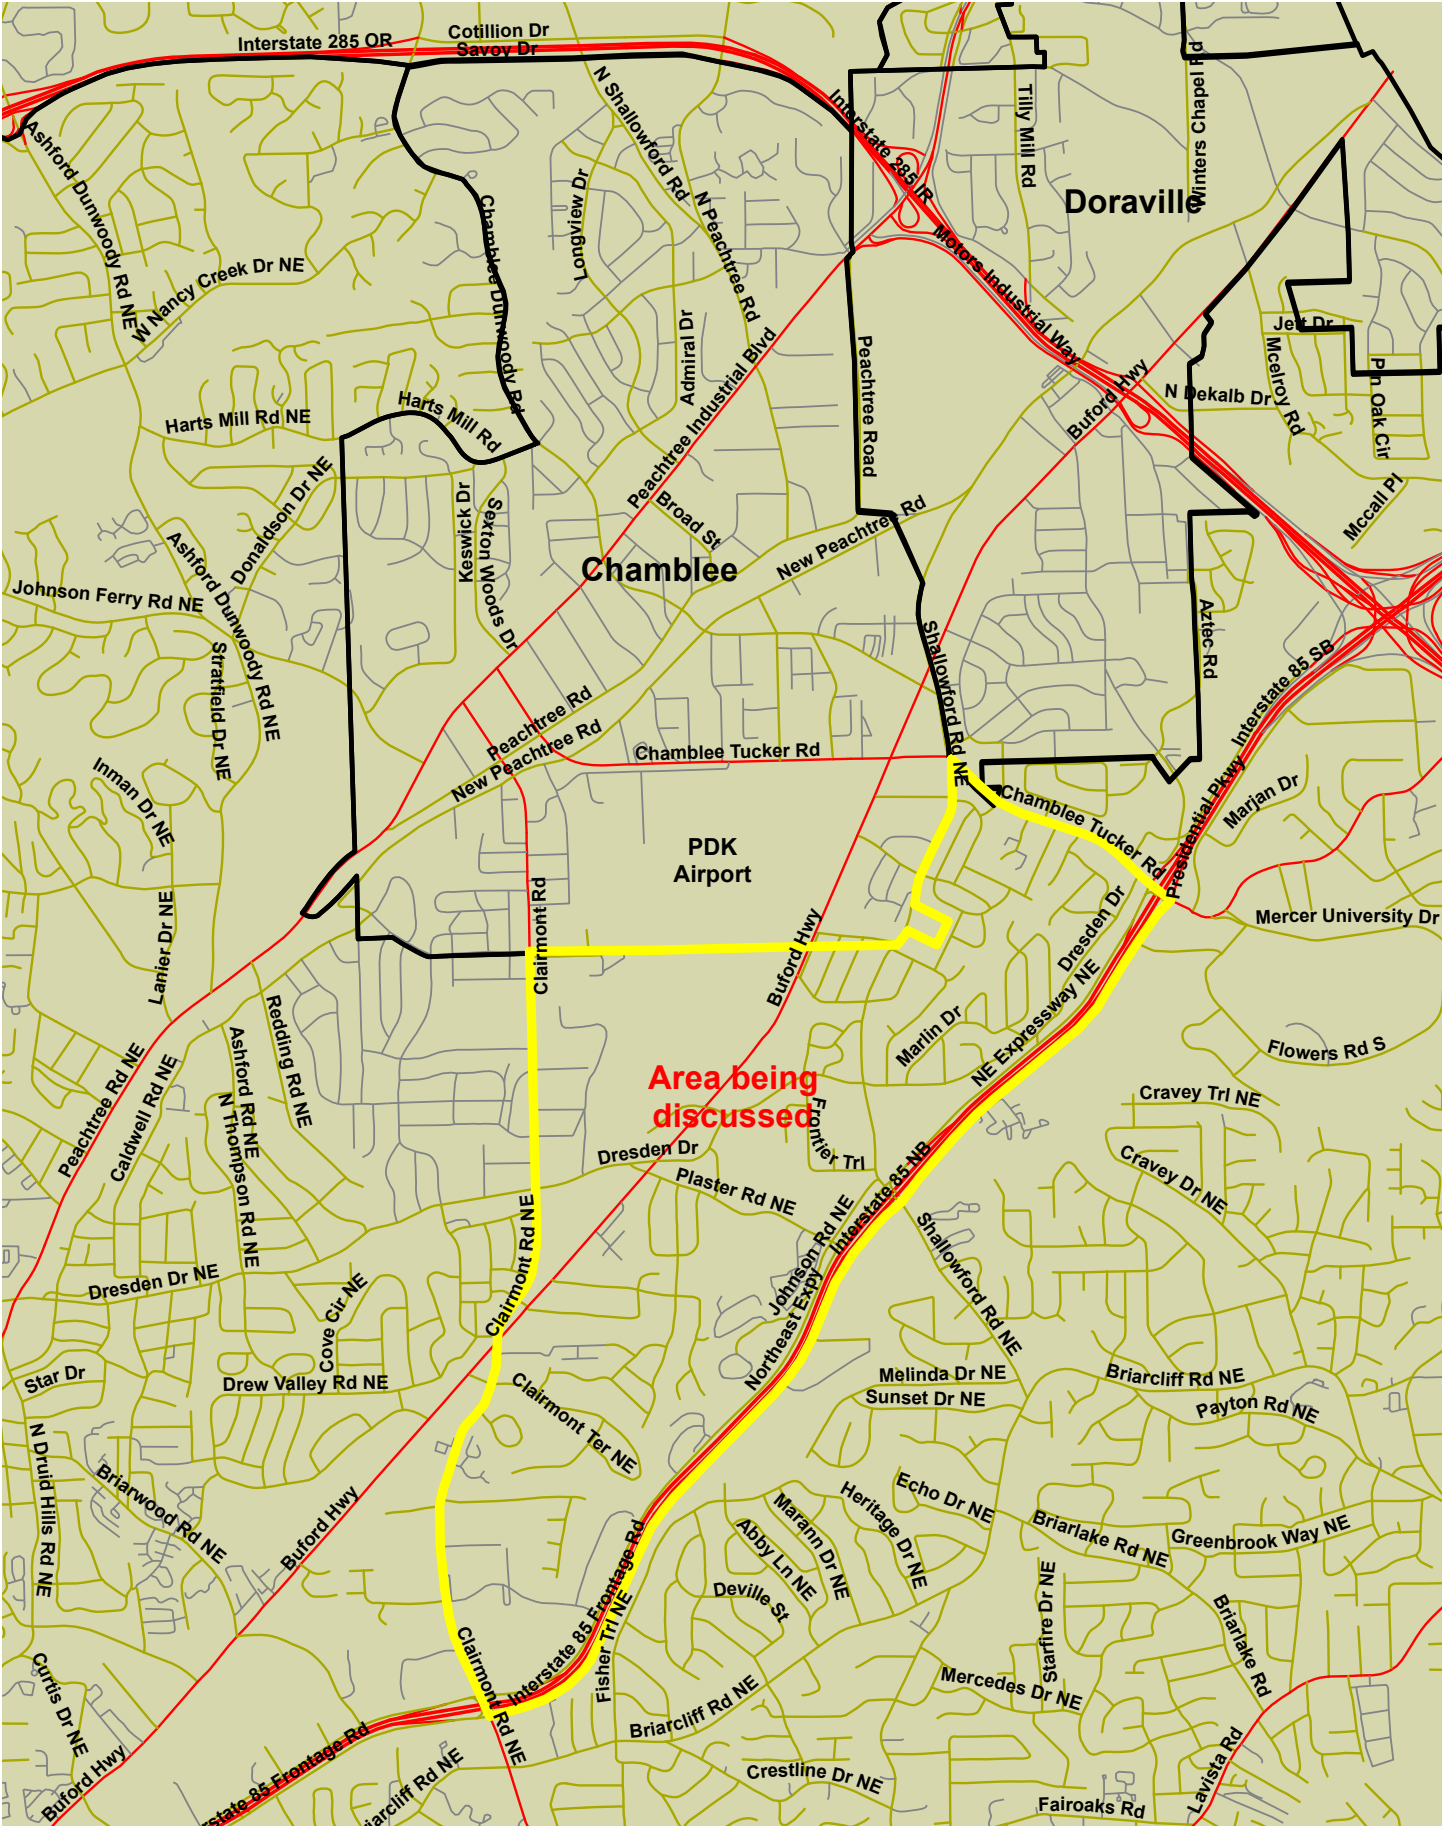 Cotillion Dr
Interstate 285 OR
Savoy Dr
N Shallowford Rd
Interstate 285 IR
Tilly Mill Rd
Winters Chapel Rd
Ashford Dunwoody Rd NE
Longview Dr
N Peachtree Rd
Doraville
Chamblee Dunwoody Rd
W Nancy Creek Dr NE
Motors Industrial Way
Admiral Dr
Jett Dr
Peachtree Industrial Blvd
Peachtree Road
Mcelroy Rd
Pin Oak Cir
Buford Hwy
N Dekalb Dr
Harts Mill Rd NE
Harts Mill Rd
Donaldson Dr NE
Keswick Dr
Sexton Woods Dr
Broad St
Mccall Pl
New Peachtree Rd
Chamblee
Ashford Dunwoody Rd NE
Johnson Ferry Rd NE
Stratfield Dr NE
Shallowford Rd NE
Aztec Rd
Interstate 85 SB
Peachtree Rd
New Peachtree Rd
Chamblee Tucker Rd
Inman Dr NE
Chamblee Tucker Rd
Presidential Pkwy
Marjan Dr
PDK
Airport
Clairmont Rd
Lanier Dr NE
Buford Hwy
Dresden Dr
Mercer University Dr
NE Expressway NE
Redding Rd NE
Ashford Rd NE
Marlin Dr
Flowers Rd S
Peachtree Rd NE
Caldwell Rd NE
N Thompson Rd NE
Area being
discussed
Frontier Trl
Cravey Trl NE
Dresden Dr
Plaster Rd NE
Interstate 85 NB
Cravey Dr NE
Clairmont Rd NE
Johnson Rd NE
Shallowford Rd NE
Dresden Dr NE
Cove Cir NE
Northeast Expy
Star Dr
Drew Valley Rd NE
Clairmont Ter NE
Melinda Dr NE
Sunset Dr NE
Briarcliff Rd NE
Payton Rd NE
N Druid Hills Rd NE
Briarwood Rd NE
Buford Hwy
Abby Ln NE
Marann Dr NE
Heritage Dr NE
Echo Dr NE
Briarlake Rd NE
Greenbrook Way NE
Deville St
Starfire Dr NE
Briarlake Rd
Interstate 85 Frontage Rd
Fisher Trl NE
Clairmont Rd NE
Curtis Dr NE
Mercedes Dr NE
Briarcliff Rd NE
Buford Hwy
rstate 85 Frontage Rd
iarcliff Rd NE
Crestline Dr NE
Lavista Rd
Fairoaks Rd